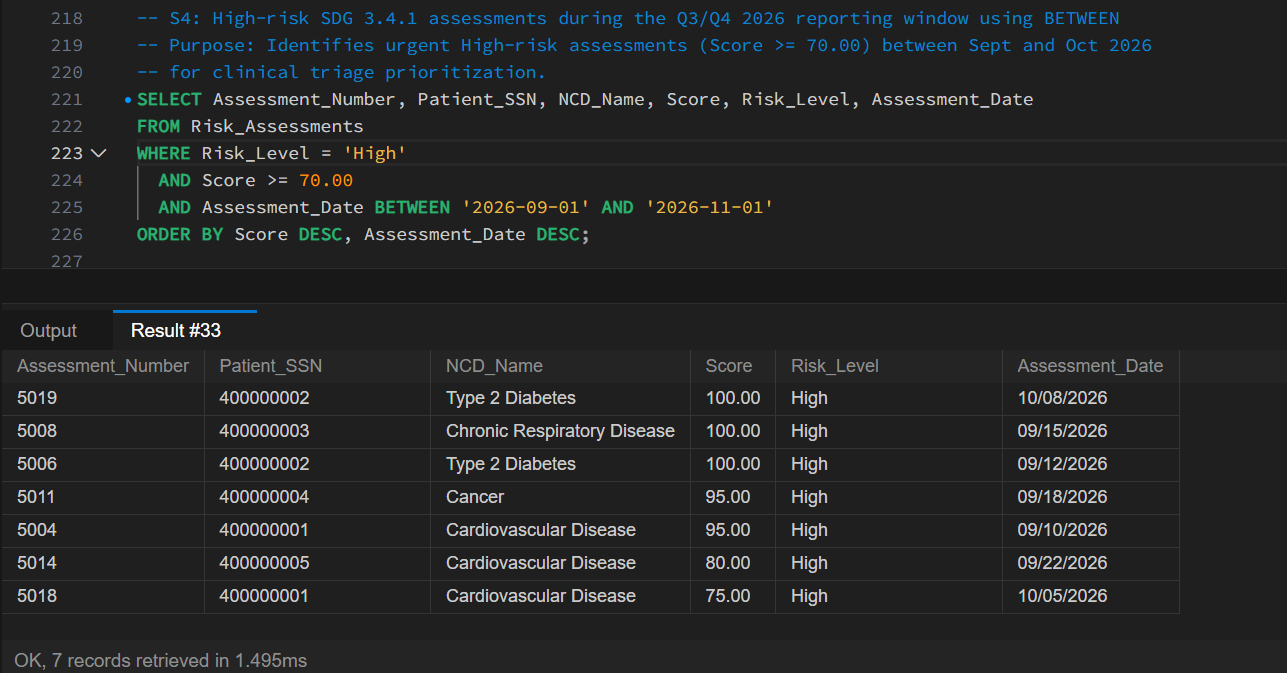 218 -- S4: High-risk SDG 3.4.1 assessments during the Q3/Q4 2026 reporting window using BETWEEN
219 -- Purpose: Identifies urgent High-risk assessments (Score >= 70.00) between Sept and Oct 2026
220 -- for clinical triage prioritization.
221 SELECT Assessment_Number, Patient_SSN, NCD_Name, Score, Risk_Level, Assessment_Date
222 FROM Risk_Assessments
223 WHERE Risk_Level = 'High'
224 AND Score >= 70.00
225 AND Assessment_Date BETWEEN '2026-09-01' AND '2026-11-01'
226 ORDER BY Score DESC, Assessment_Date DESC;
227
Output Result #33
Assessment_Number Patient_SSN NCD_Name Score Risk_Level Assessment_Date
5019 400000002 Type 2 Diabetes 100.00 High 10/08/2026
5008 400000003 Chronic Respiratory Disease 100.00 High 09/15/2026
5006 400000002 Type 2 Diabetes 100.00 High 09/12/2026
5011 400000004 Cancer 95.00 High 09/18/2026
5004 400000001 Cardiovascular Disease 95.00 High 09/10/2026
5014 400000005 Cardiovascular Disease 80.00 High 09/22/2026
5018 400000001 Cardiovascular Disease 75.00 High 10/05/2026
OK, 7 records retrieved in 1.495ms